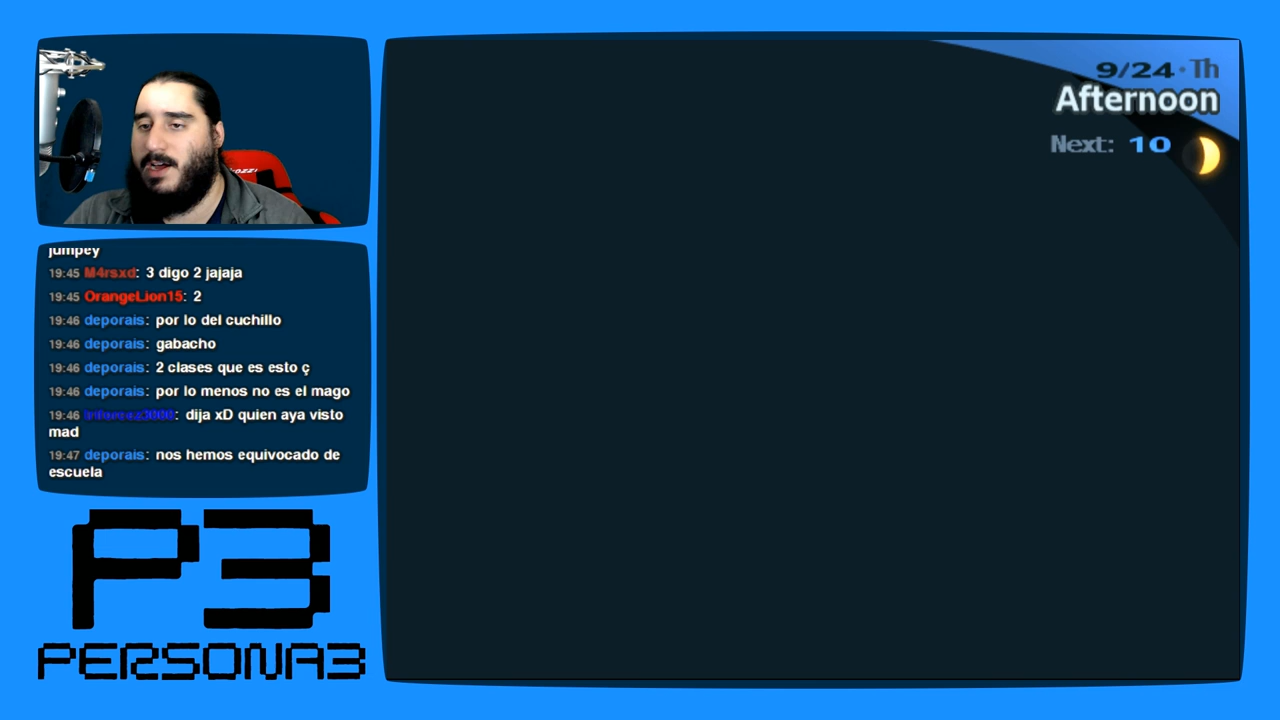 9/24·Th
Afternoon
Next: 10
jumpey
19:45 M4rsxd: 3 digo 2 jajaja
19:45 OrangeLion15: 2
19:46 deporais: por lo del cuchillo
19:46 deporais: gabacho
19:46 deporais: 2 clases que es esto ç
19:46 deporais: por lo menos no es el mago
19:46 : dija xD quien aya visto
mad
19:47 deporais: nos hemos equivocado de
escuela
P3
PERSONA3